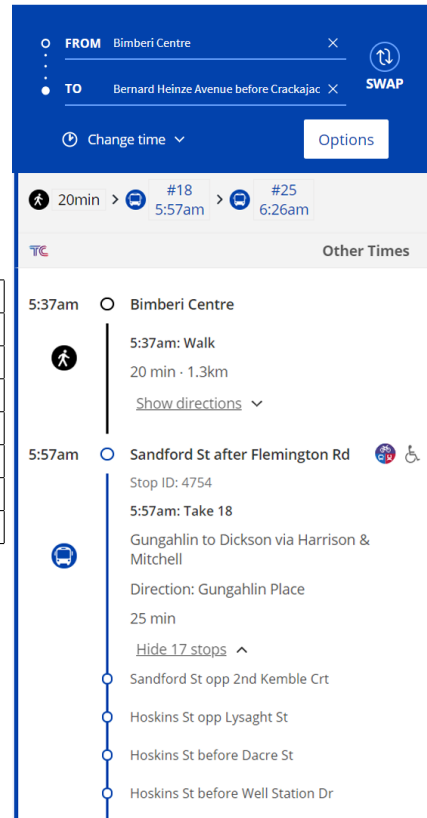 FROM Bimberi Centre
SWAP
TO Bernard Heinze Avenue before Crackajac
Change time
Options
20min > #18 5:57am > #25 6:26am
TC
Other Times
5:37am Bimberi Centre
5:37am: Walk
20 min · 1.3km
Show directions
5:57am Sandford St after Flemington Rd
Stop ID: 4754
5:57am: Take 18
Gungahlin to Dickson via Harrison &
Mitchell
Direction: Gungahlin Place
25 min
Hide 17 stops
Sandford St opp 2nd Kemble Crt
Hoskins St opp Lysaght St
Hoskins St before Dacre St
Hoskins St before Well Station Dr